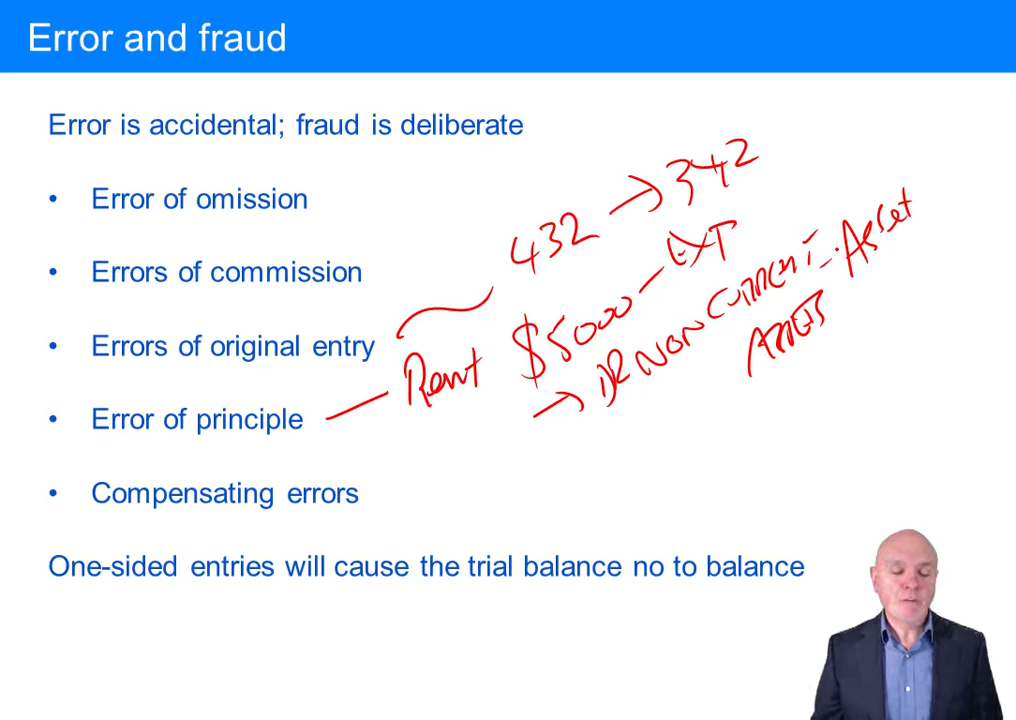 Error and fraud
Error is accidental; fraud is deliberate
• Error of omission
• Errors of commission
• Errors of original entry
• Error of principle
• Compensating errors
One-sided entries will cause the trial balance no to balance
432 → 342
Rent $5000 – EXT
→ DR NON CURRENT Asset